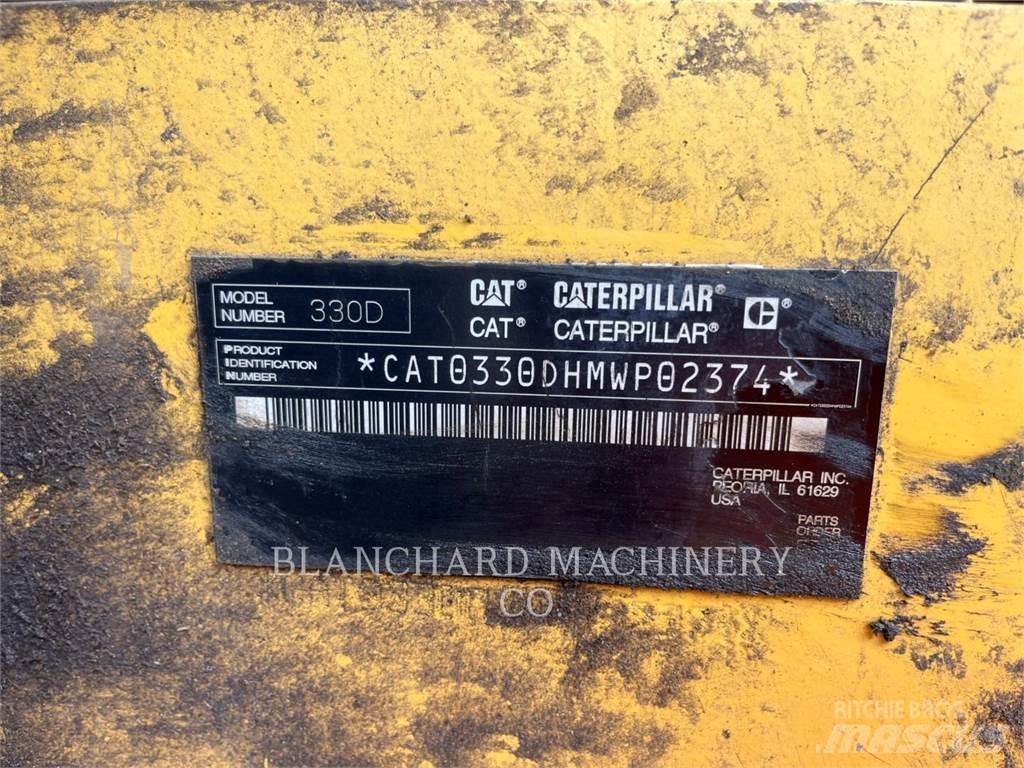 MODEL NUMBER 330D
CAT® CATERPILLAR® ®
CAT® CATERPILLAR®
PRODUCT
IDENTIFICATION
NUMBER
*CAT0330DHMWP02374*
CATERPILLAR INC.
PEORIA, IL 61629
USA
PARTS
ORDER
BLANCHARD MACHINERY
CO
RITCHIE BROS.
Mascus